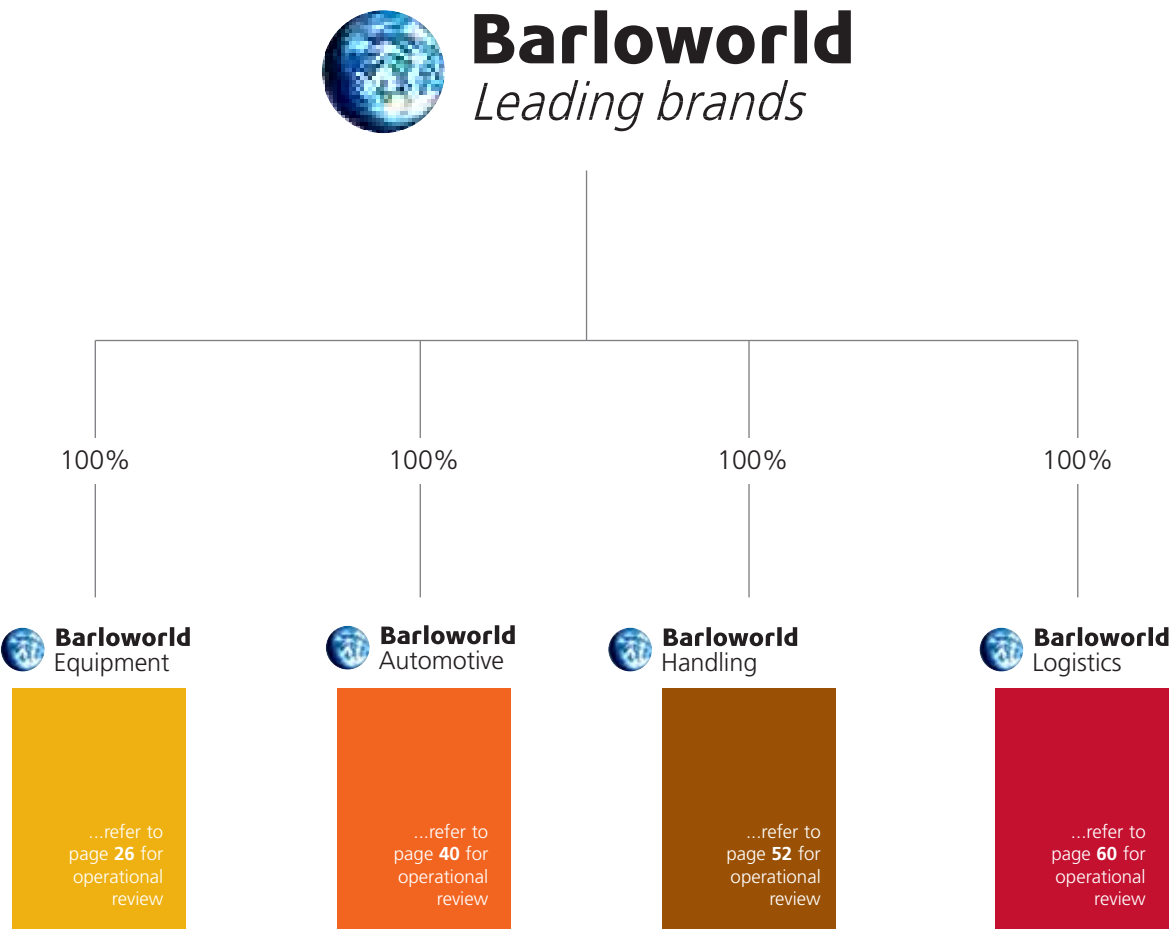 Barloworld
Leading brands
100%
100%
100%
100%
Barloworld
Equipment
Barloworld
Automotive
Barloworld
Handling
Barloworld
Logistics
...refer to
page 26 for
operational
review
...refer to
page 40 for
operational
review
...refer to
page 52 for
operational
review
...refer to
page 60 for
operational
review